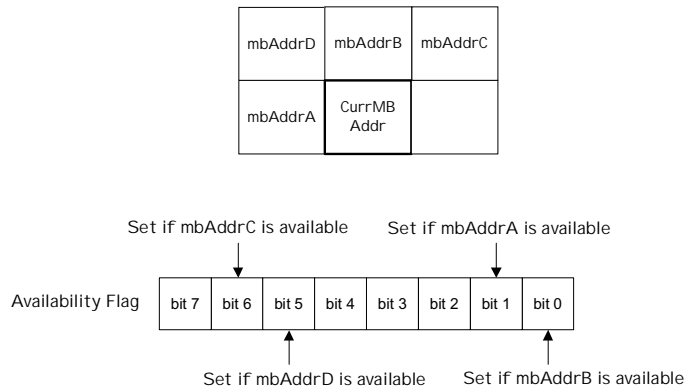 mbAddrD mbAddrB mbAddrC
mbAddrA CurrMB
Addr
Set if mbAddrC is available Set if mbAddrA is available
Availability Flag bit 7 bit 6 bit 5 bit 4 bit 3 bit 2 bit 1 bit 0
Set if mbAddrD is available Set if mbAddrB is available